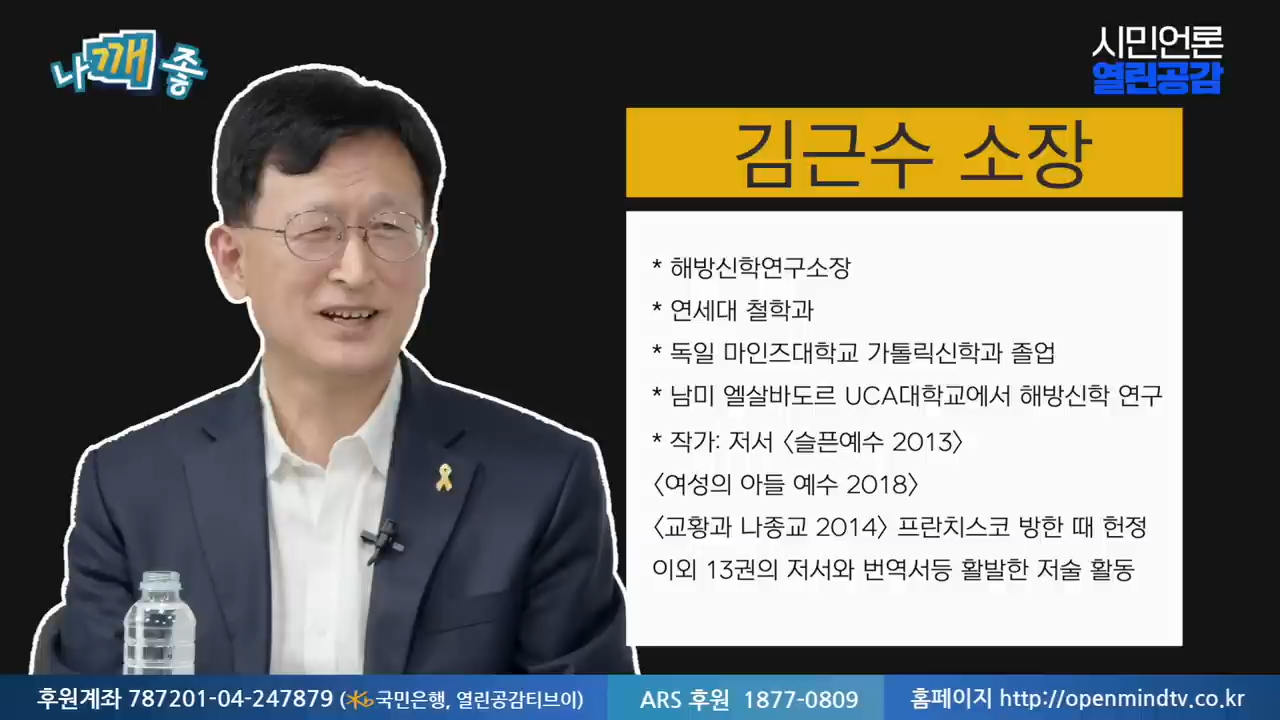 나깨좋
시민언론
열린공감
김근수 소장
* 해방신학연구소장
* 연세대 철학과
* 독일 마인즈대학교 가톨릭신학과 졸업
* 남미 엘살바도르 UCA대학교에서 해방신학 연구
* 작가: 저서 〈슬픈예수 2013〉
〈여성의 아들 예수 2018〉
〈교황과 나종교 2014〉 프란치스코 방한 때 헌정
이외 13권의 저서와 번역서등 활발한 저술 활동
후원계좌 787201-04-247879 (국민은행, 열린공감티브이)
ARS 후원 1877-0809
홈페이지 http://openmindtv.co.kr